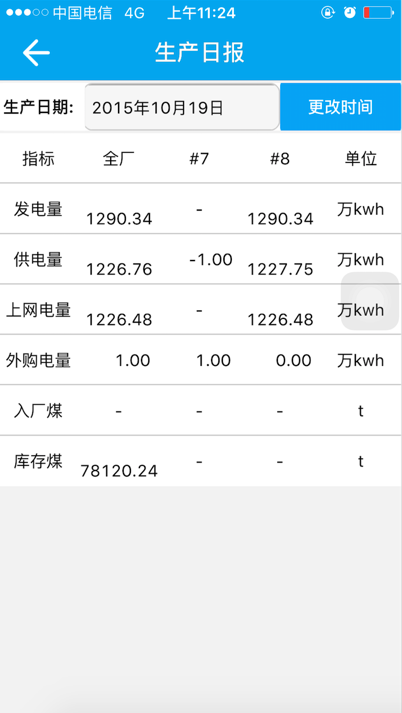 中国电信 4G 上午11:24
生产日报
生产日期: 2015年10月19日 更改时间
指标 全厂 #7 #8 单位
发电量 1290.34 - 1290.34 万kwh
供电量 1226.76 -1.00 1227.75 万kwh
上网电量 1226.48 - 1226.48 万kwh
外购电量 1.00 1.00 0.00 万kwh
入厂煤 - - - t
库存煤 78120.24 - - t